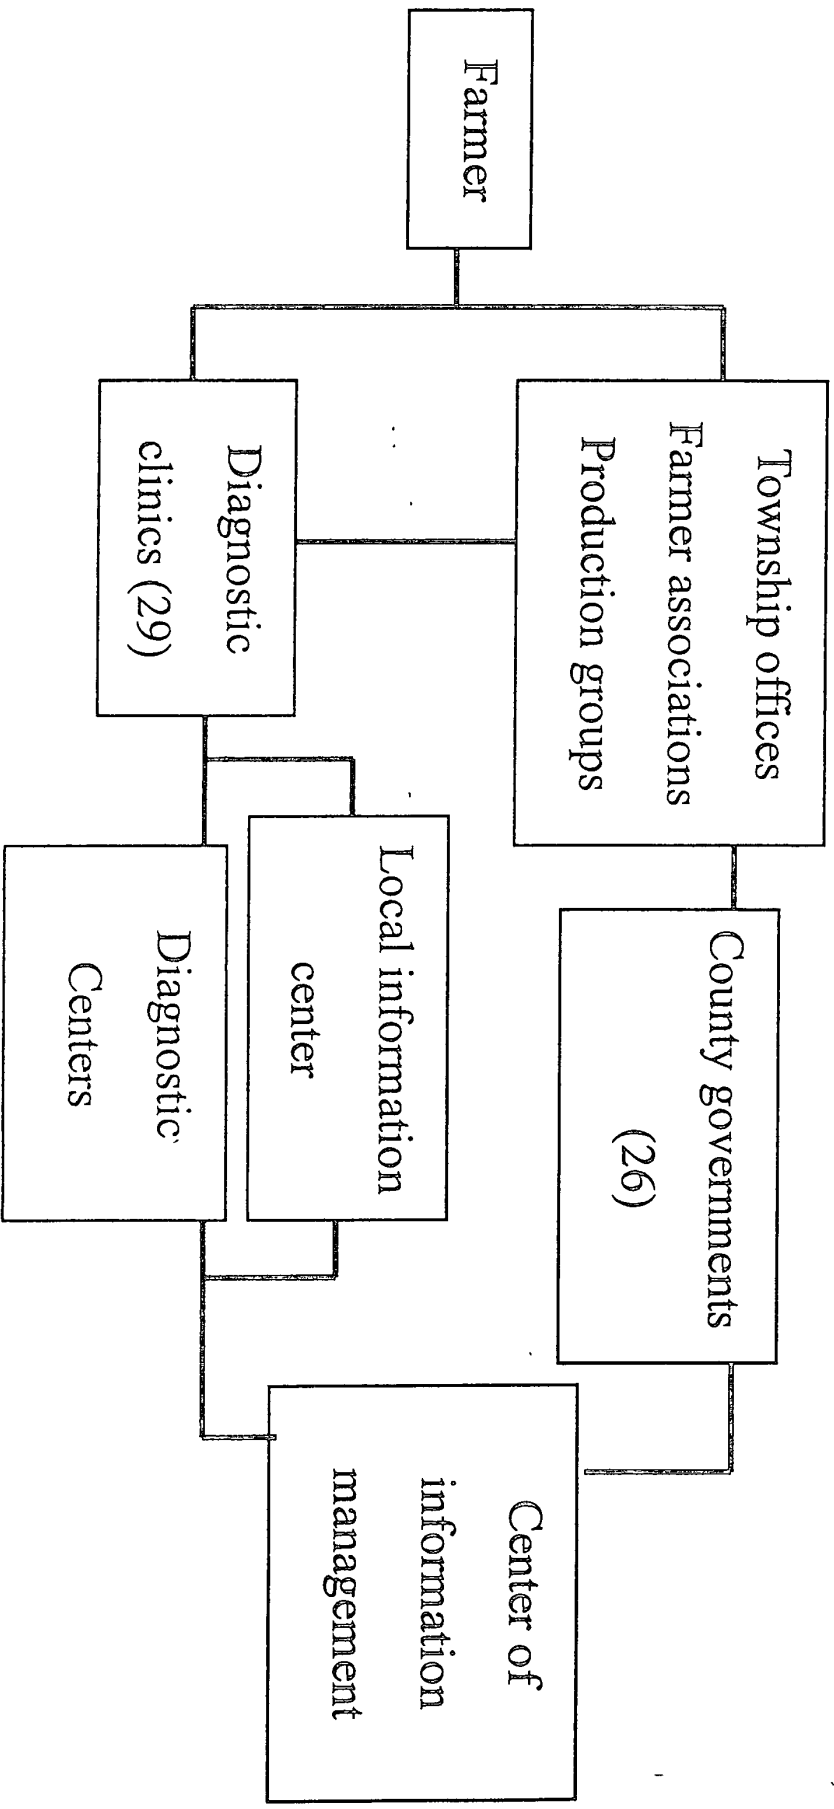 Farmer
Township offices
Farmer associations
Production groups
Diagnostic
clinics (29)
County governments
(26)
Local information
center
Diagnostic
Centers
Center of
information
management